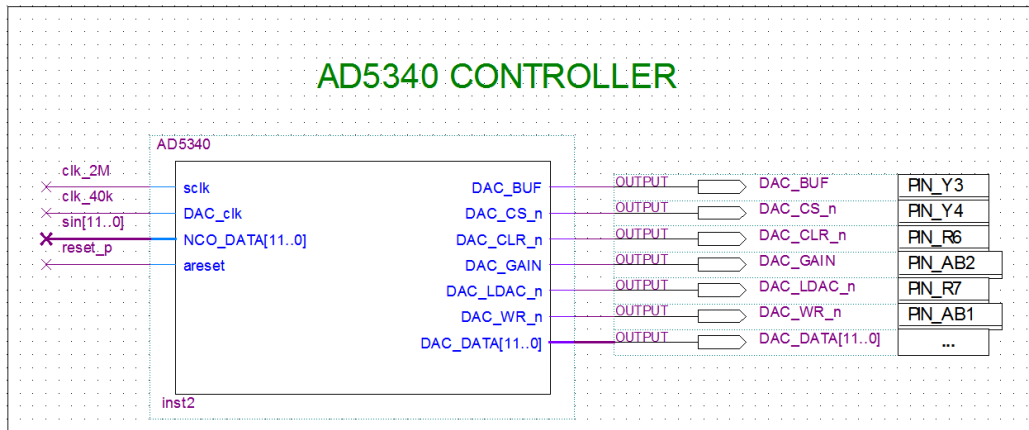 AD5340 CONTROLLER
AD5340
clk_2M
sclk
DAC_BUF
OUTPUT
DAC_BUF
PIN_Y3
clk_40k
DAC_clk
DAC_CS_n
OUTPUT
DAC_CS_n
PIN_Y4
sin[11..0]
NCO_DATA[11..0]
DAC_CLR_n
OUTPUT
DAC_CLR_n
PIN_R6
reset_p
areset
DAC_GAIN
OUTPUT
DAC_GAIN
PIN_AB2
DAC_LDAC_n
OUTPUT
DAC_LDAC_n
PIN_R7
DAC_WR_n
OUTPUT
DAC_WR_n
PIN_AB1
DAC_DATA[11..0]
OUTPUT
DAC_DATA[11..0]
...
inst2